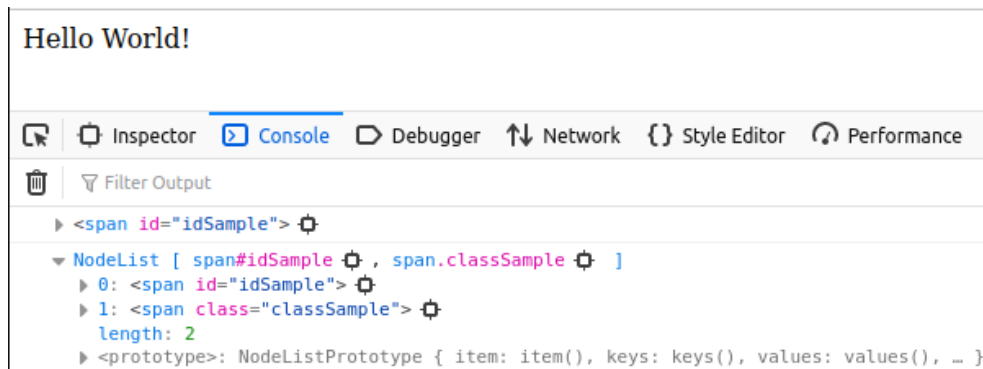 Hello World!
Inspector Console Debugger Network {} Style Editor Performance
Filter Output
<span id="idSample">
NodeList [ span#idSample , span.classSample ]
0: <span id="idSample">
1: <span class="classSample">
length: 2
<prototype>: NodeListPrototype { item: item(), keys: keys(), values: values(), … }